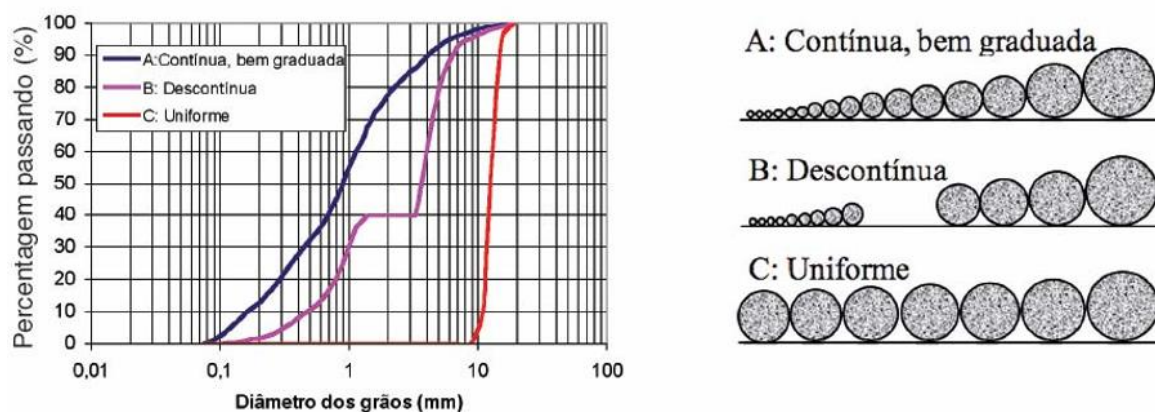 Percentagem passando (%)
100
90
80
70
60
50
40
30
20
10
0
A:Contínua, bem graduada
B: Descontínua
C: Uniforme
0,01
0,1
1
10
100
Diâmetro dos grãos (mm)
A: Contínua, bem graduada
B: Descontínua
C: Uniforme